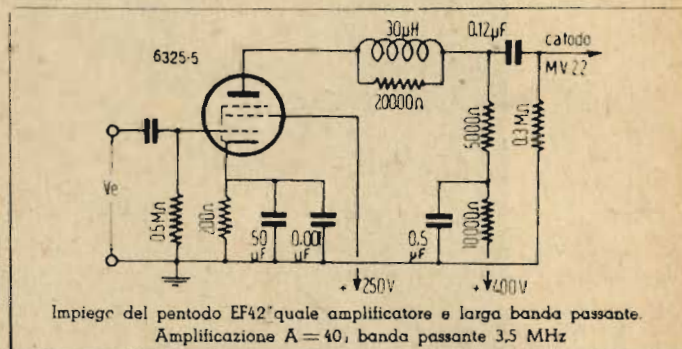 6325-5
30μH
20000Ω
0.12μF
catodo
MV 22
Ve
0.5MΩ
200Ω
50 μF
0.001 μF
0.5 μF
5000Ω
10000Ω
0.3MΩ
+ 250V
+ 400V
Impiego del pentodo EF42 quale amplificatore e larga banda passante.
Amplificazione A = 40, banda passante 3,5 MHz